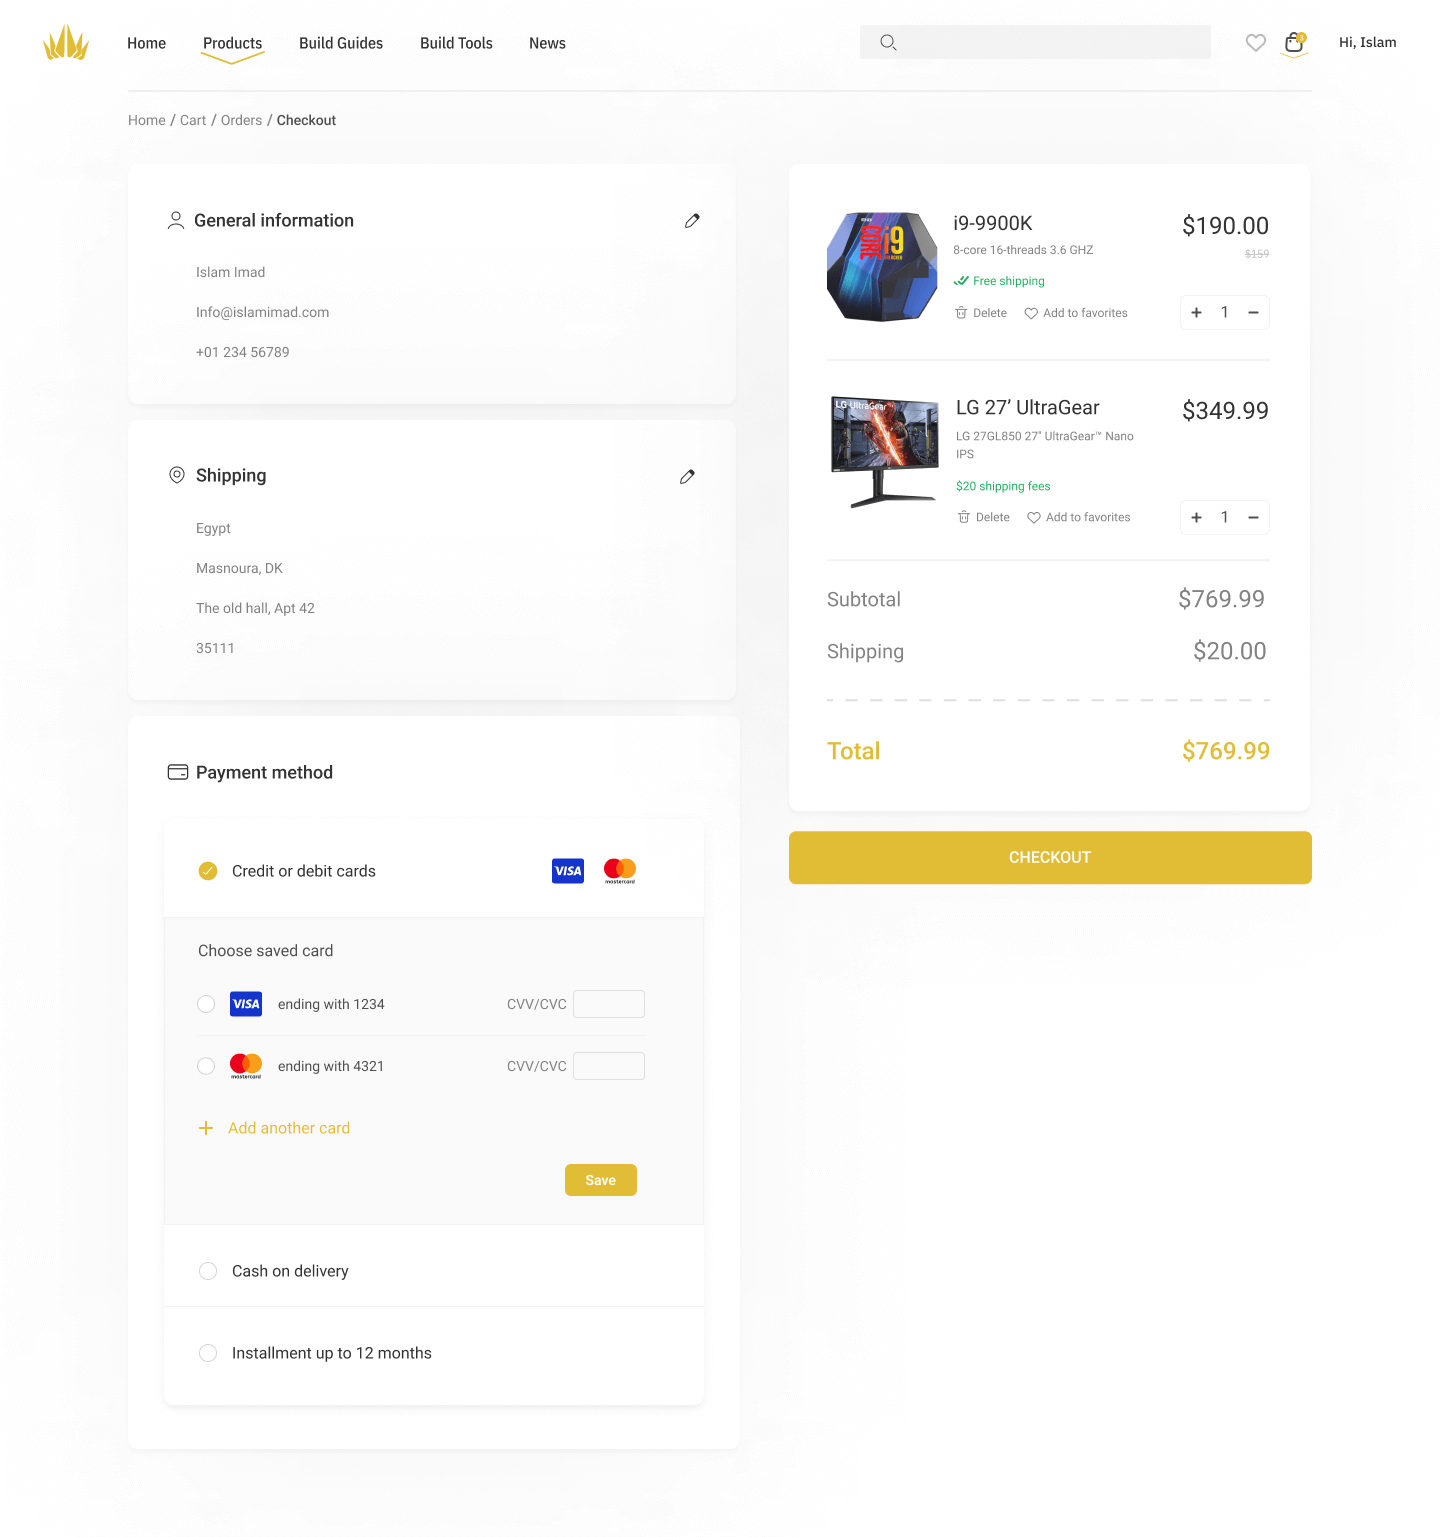 Home
Products
Build Guides
Build Tools
News
Hi, Islam
Home / Cart / Orders / Checkout
General information
Islam Imad
Info@islamimad.com
+01 234 56789
Shipping
Egypt
Masnoura, DK
The old hall, Apt 42
35111
Payment method
Credit or debit cards
VISA
mastercard
Choose saved card
VISA
ending with 1234
CVV/CVC
mastercard
ending with 4321
CVV/CVC
Add another card
Save
Cash on delivery
Installment up to 12 months
CORE
i9
i9-9900K
$190.00
8-core 16-threads 3.6 GHZ
$159
Free shipping
Delete
Add to favorites
+ 1 −
LG UltraGear
LG 27’ UltraGear
$349.99
LG 27GL850 27" UltraGear™ Nano
IPS
$20 shipping fees
Delete
Add to favorites
+ 1 −
Subtotal
$769.99
Shipping
$20.00
Total
$769.99
CHECKOUT